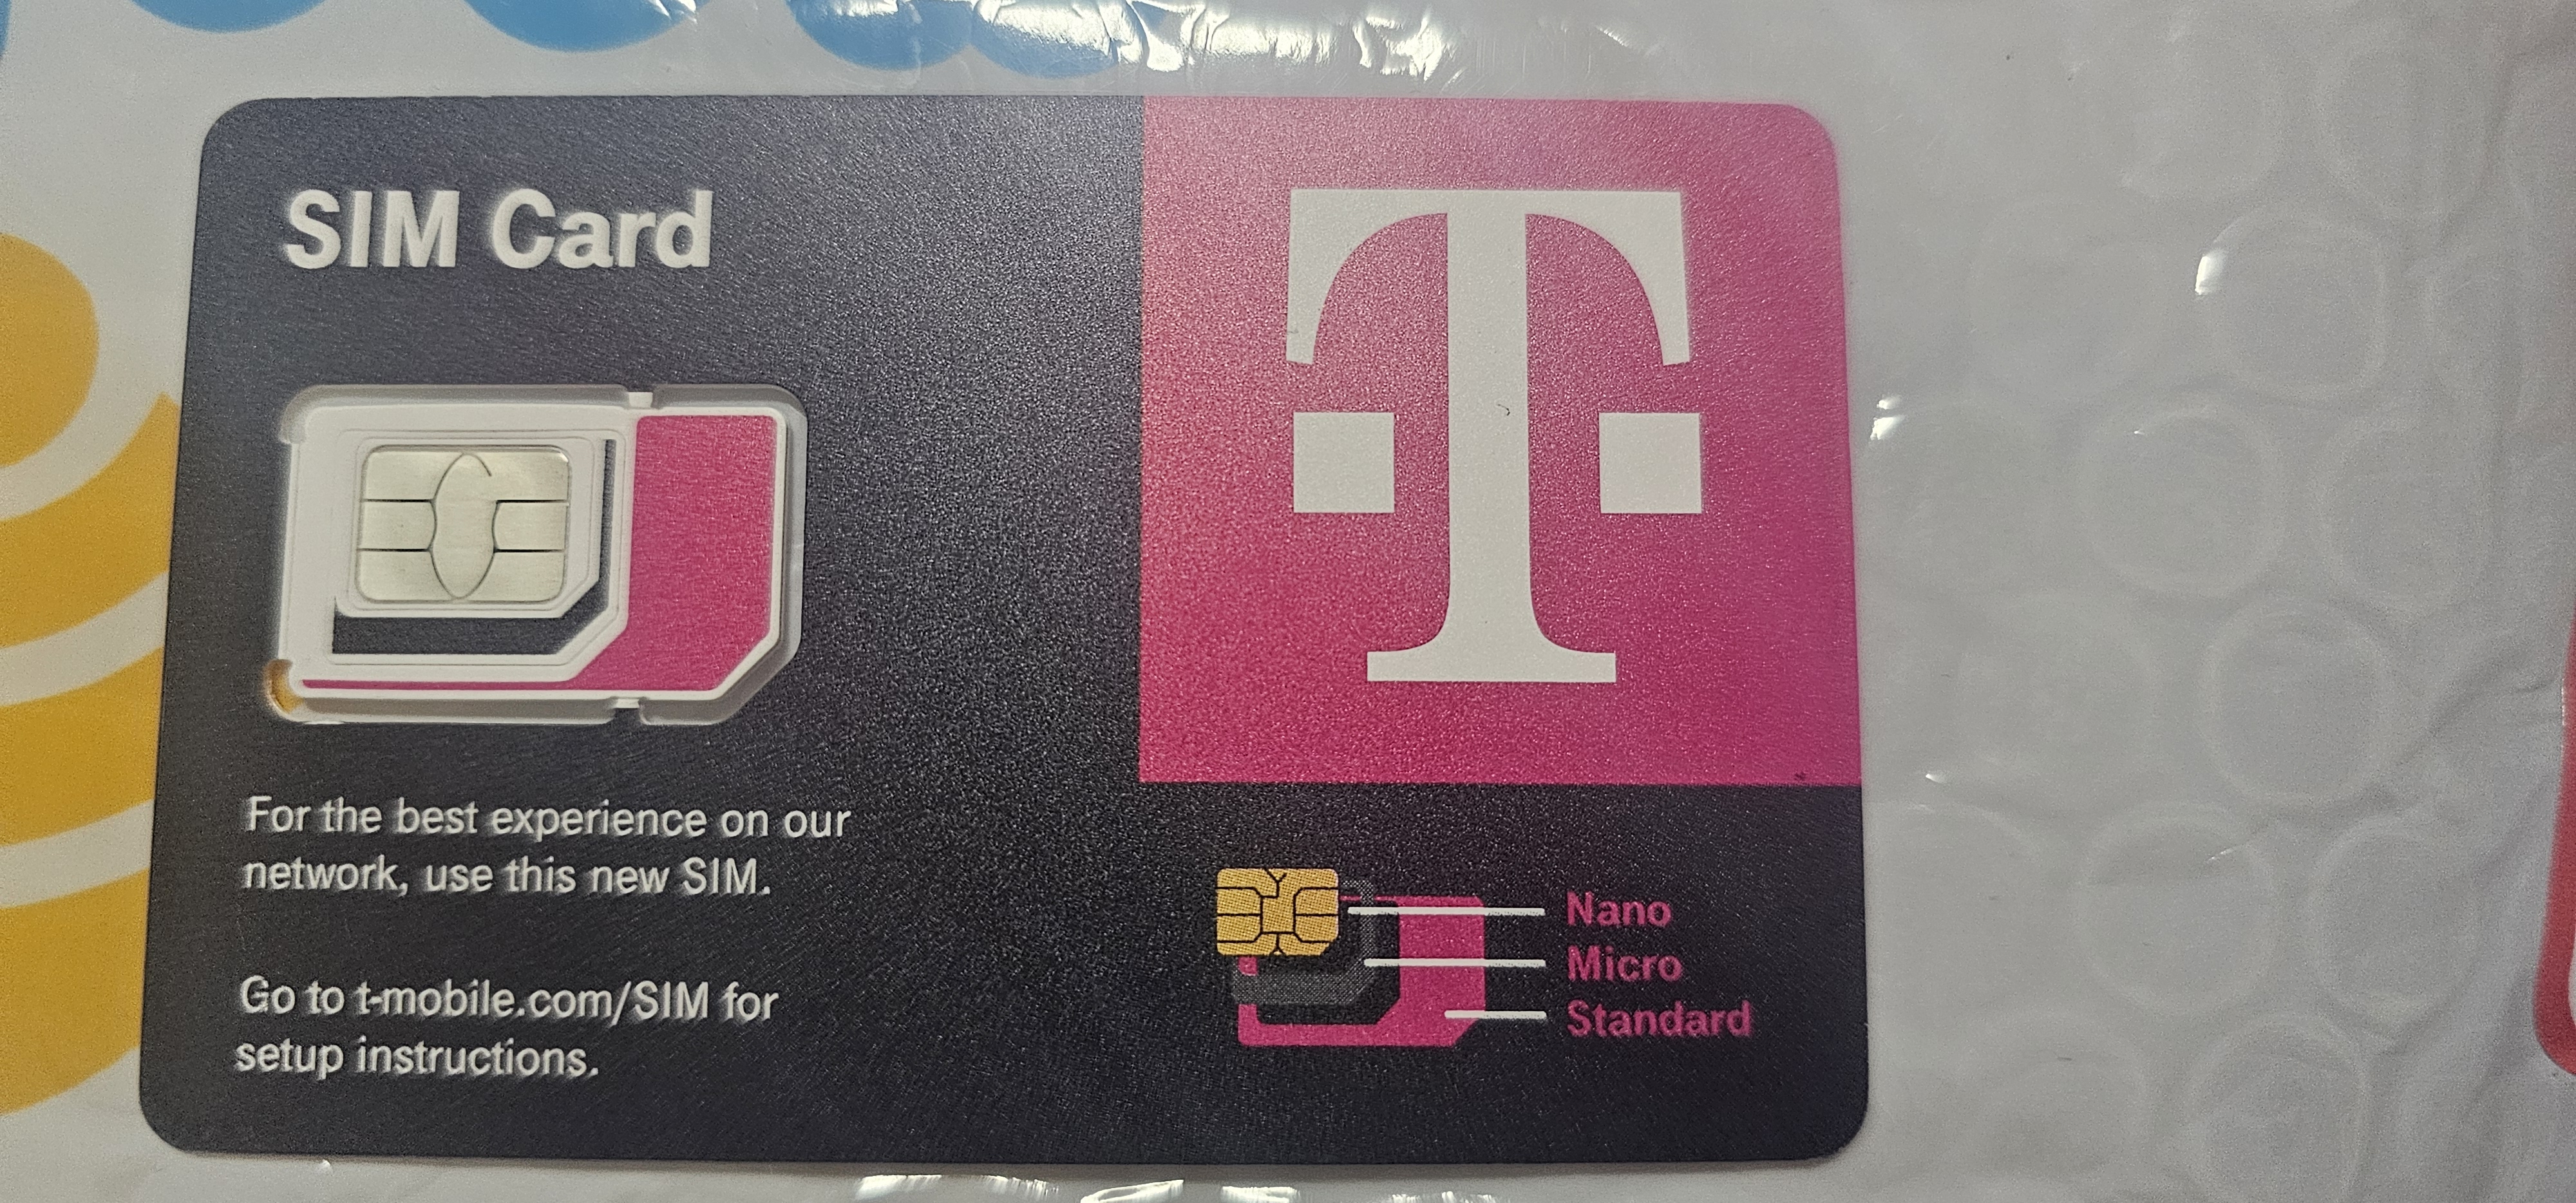 SIM Card
T
For the best experience on our
network, use this new SIM.
Go to t-mobile.com/SIM for
setup instructions.
Nano
Micro
Standard